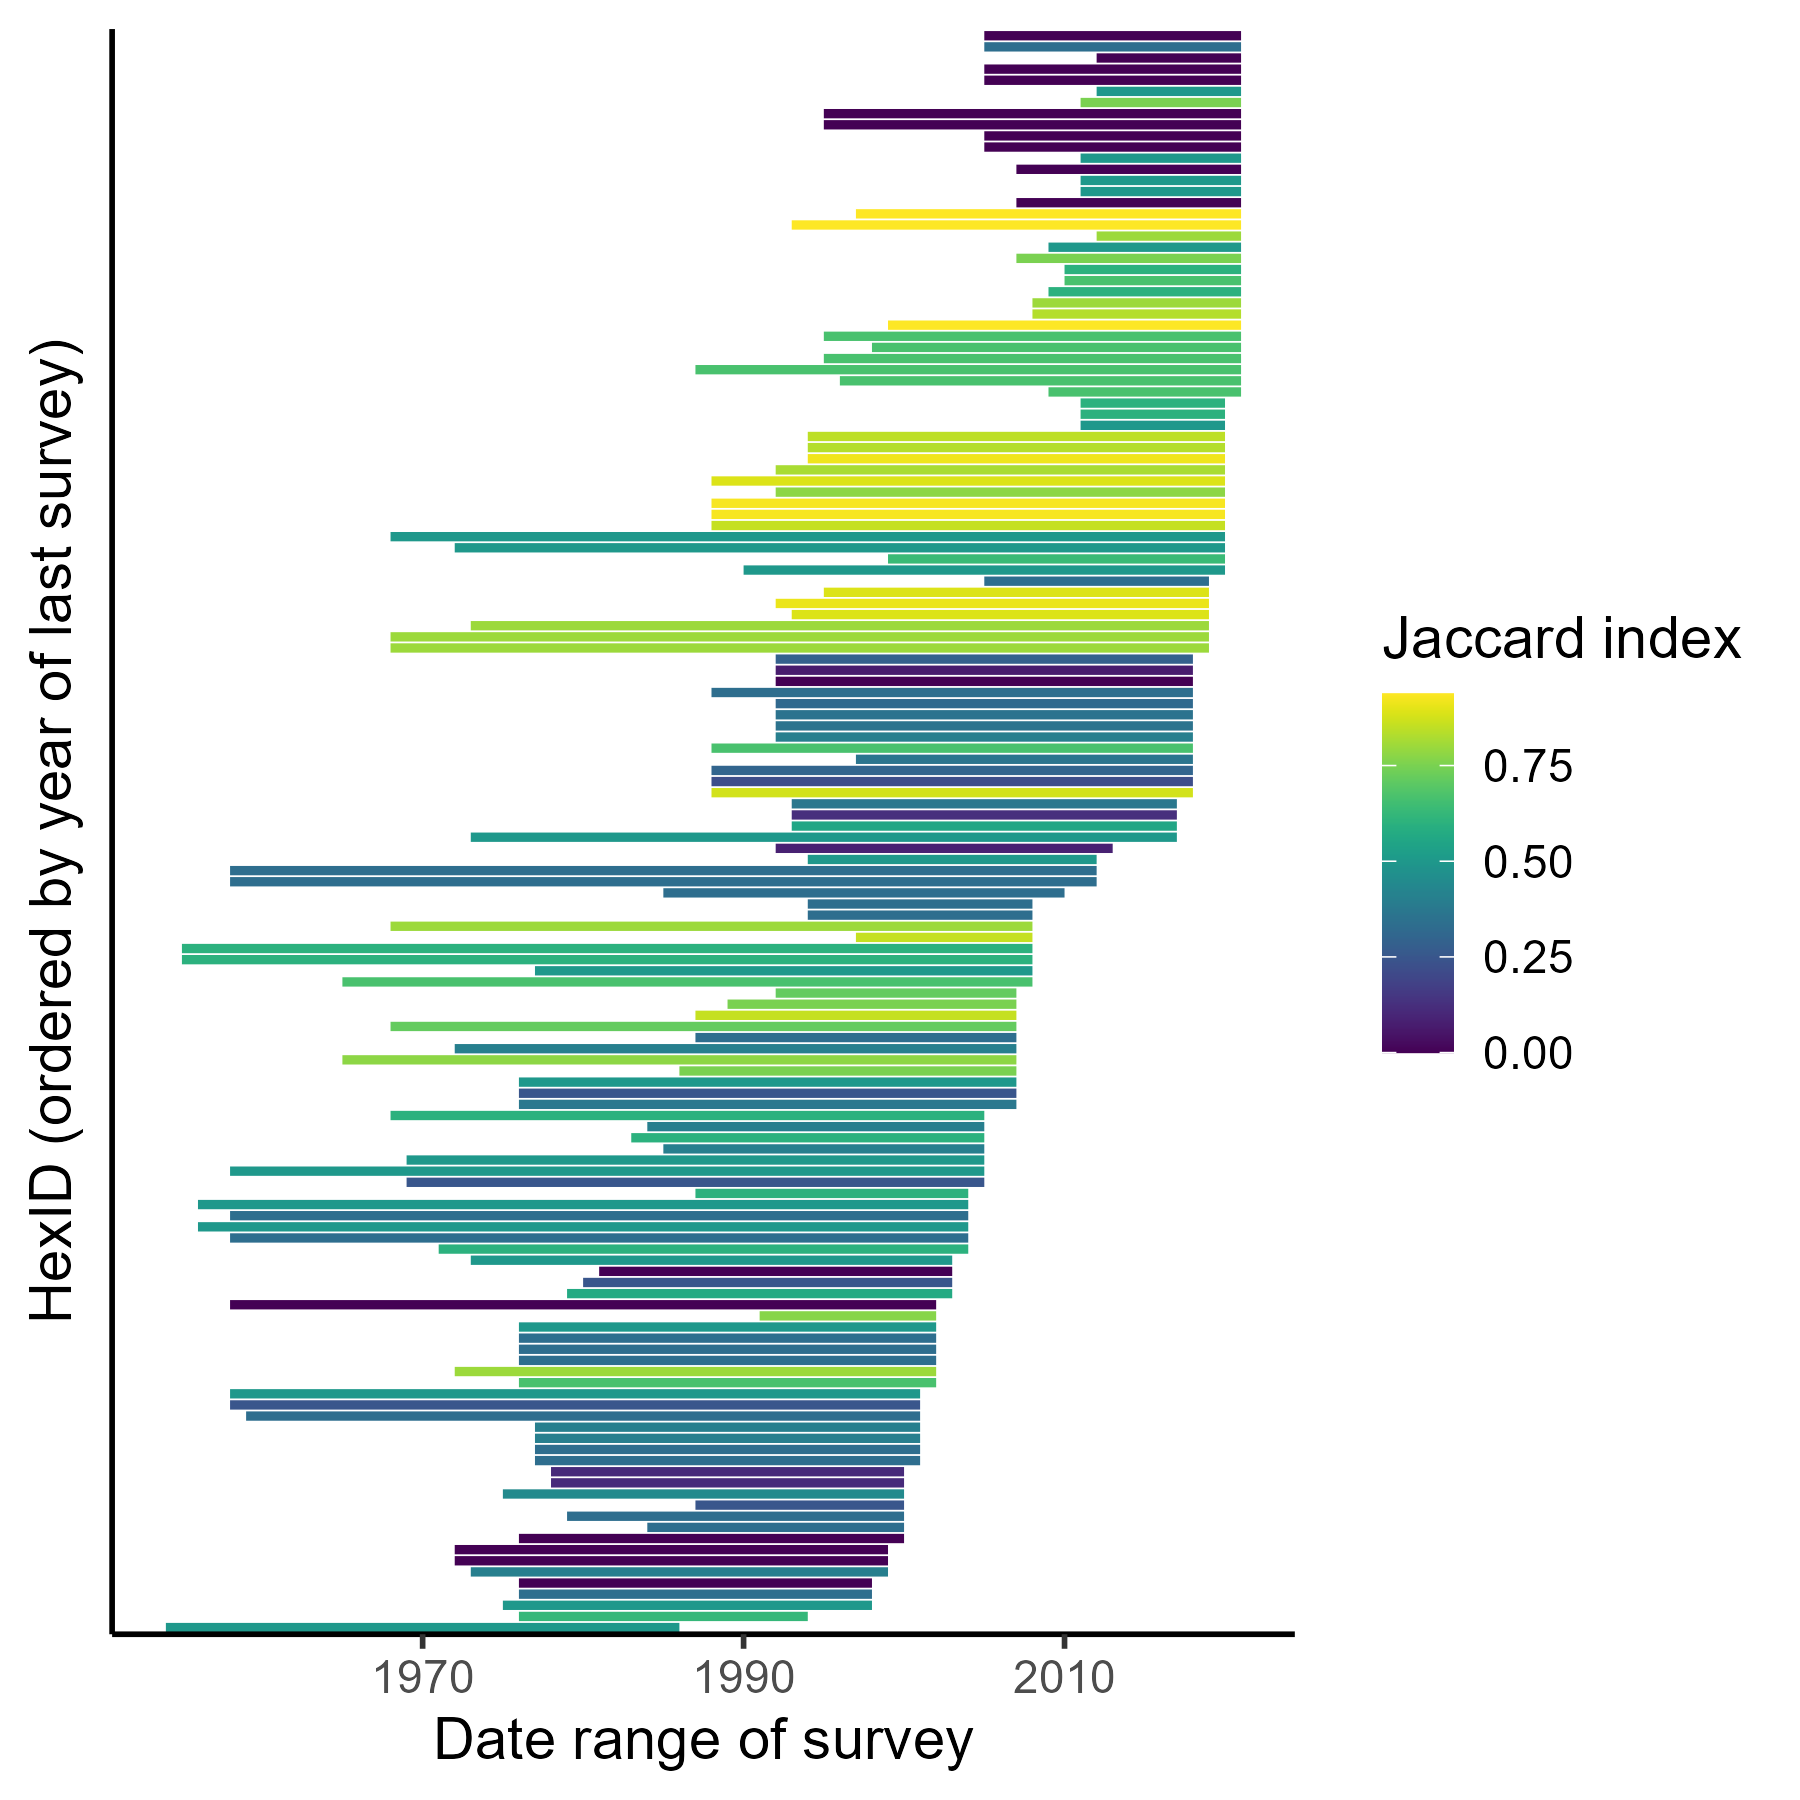 HexID (ordered by year of last survey)
Jaccard index
0.75
0.50
0.25
0.00
1970
1990
2010
Date range of survey